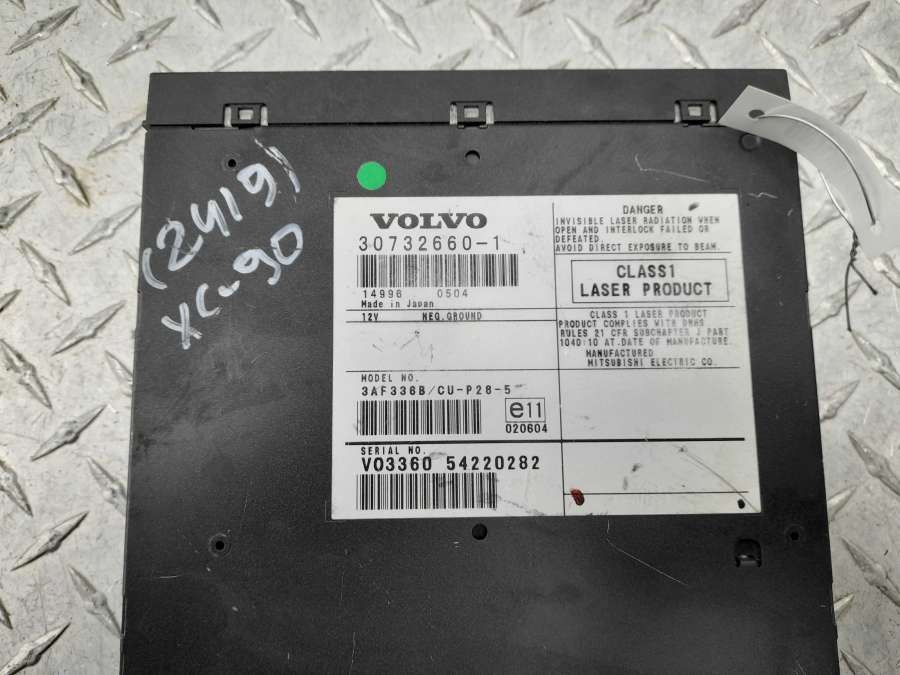 (24191
XC-90
VOLVO
30732660-1
14996 0504
Made in Japan
12V NEG.GROUND
MODEL NO.
3AF336B/CU-P28-5
e11
020604
SERIAL NO.
VO3360 54220282
DANGER
INVISIBLE LASER RADIATION WHEN
OPEN AND INTERLOCK FAILED OR
DEFEATED.
AVOID DIRECT EXPOSURE TO BEAM.
CLASS1
LASER PRODUCT
CLASS 1 LASER PRODUCT
PRODUCT COMPLIES WITH DHHS
RULES 21 CFR SUBCHAPTER J PART
1040:10 AT.DATE OF MANUFACTURE.
MANUFACTURED
MITSUBISHI ELECTRIC CO.